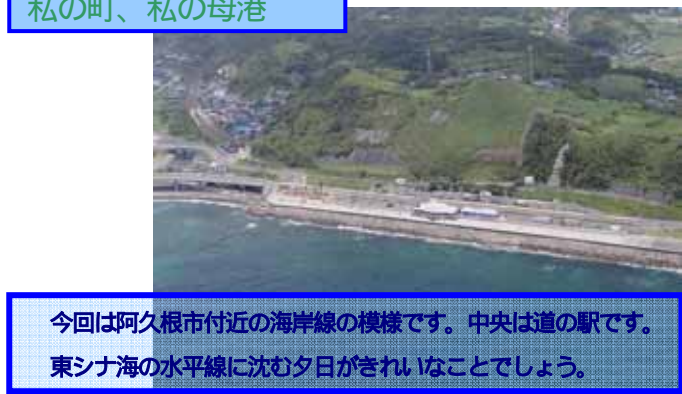 私の町、私の母港
今回は阿久根市付近の海岸線の模様です。中央は道の駅です。
東シナ海の水平線に沈む夕日がきれいなことでしょう。